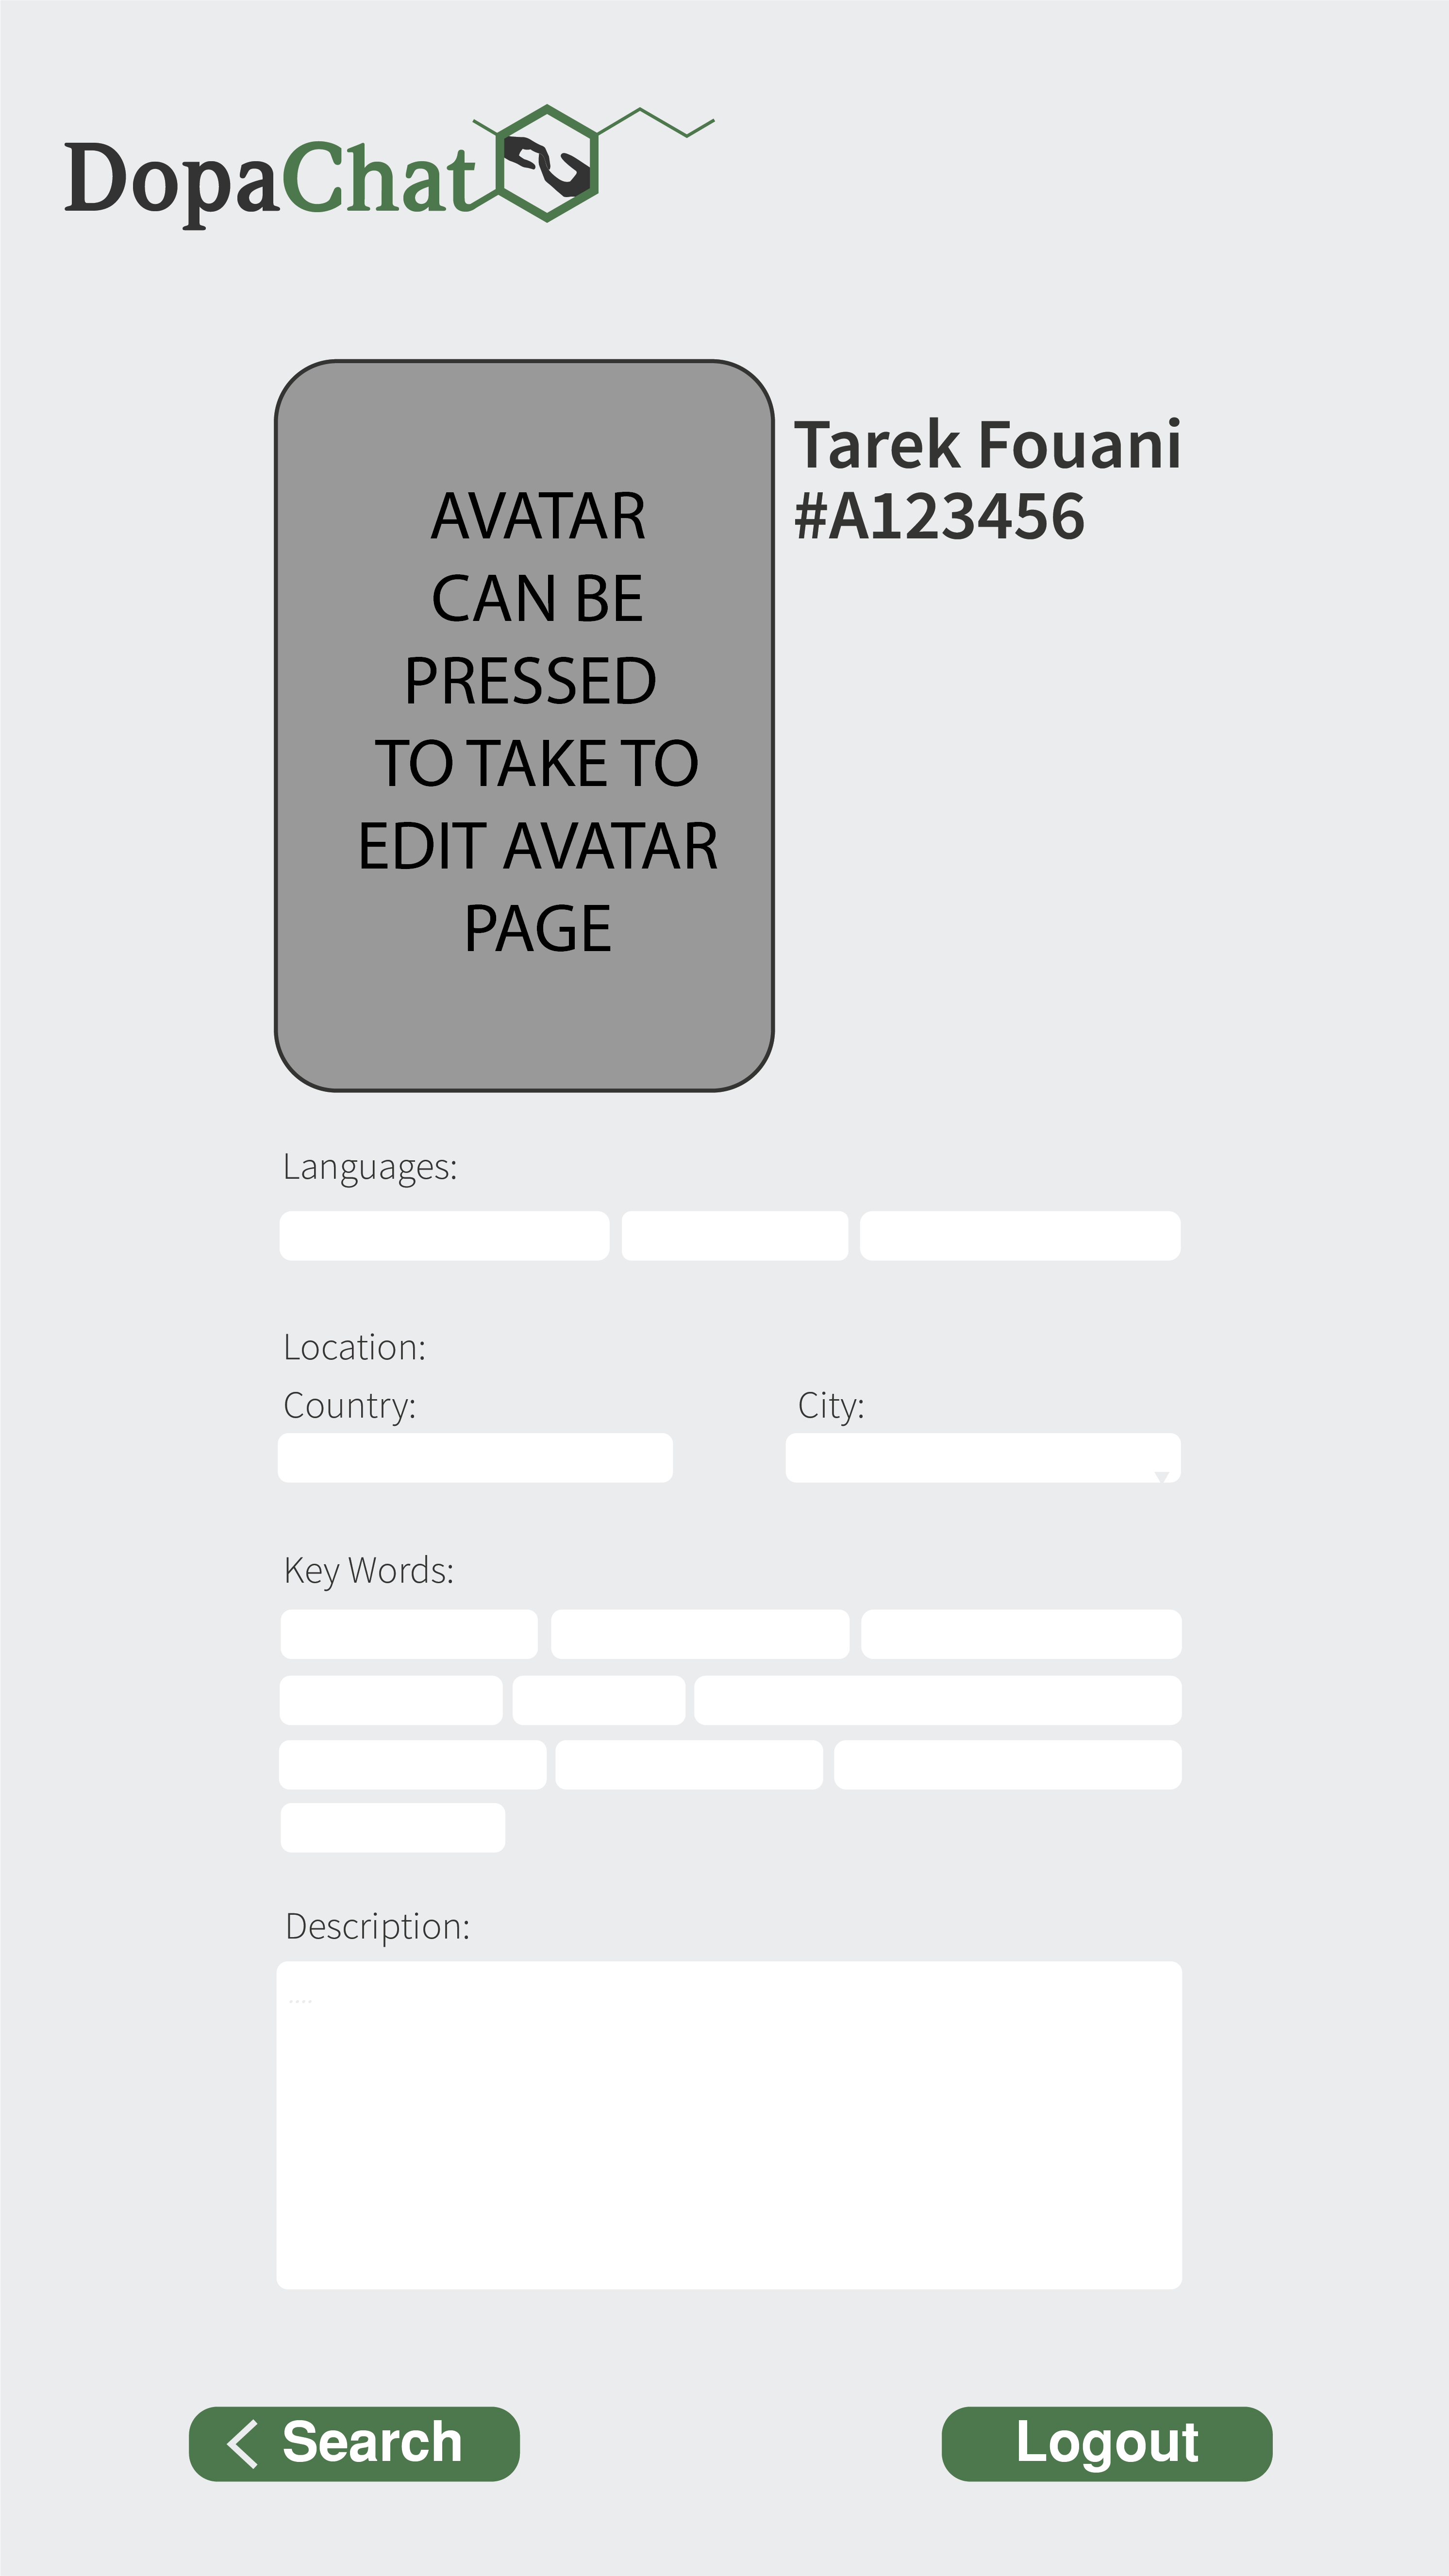 DopaChat
Tarek Fouani
#A123456
AVATAR
CAN BE
PRESSED
TO TAKE TO
EDIT AVATAR
PAGE
Languages:
Location:
Country:
City:
Key Words:
Description:
....
Search
Logout